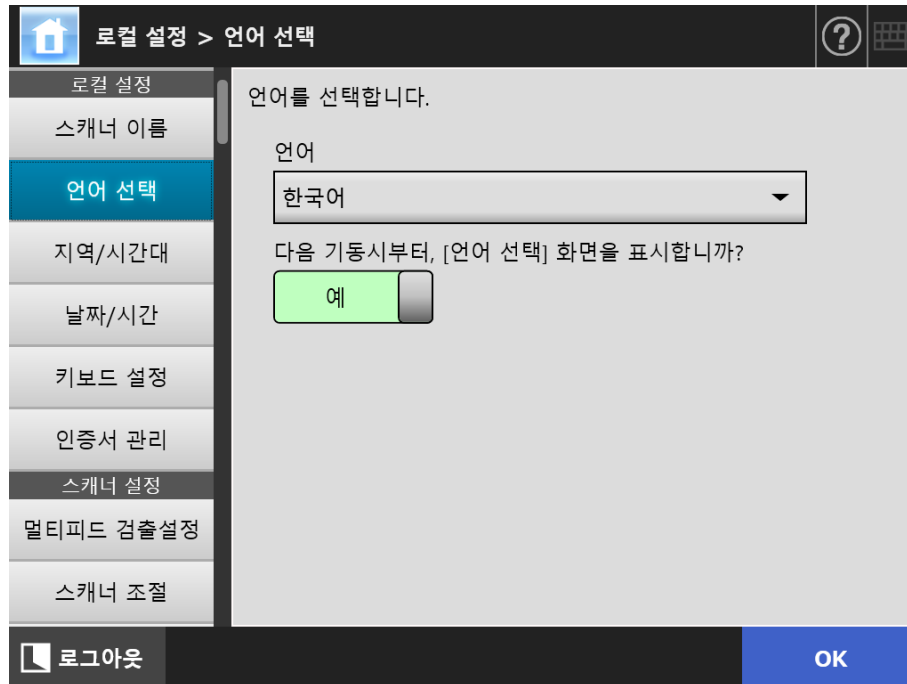 로컬 설정 > 언어 선택
로컬 설정
스캐너 이름
언어 선택
지역/시간대
날짜/시간
키보드 설정
인증서 관리
스캐너 설정
멀티피드 검출설정
스캐너 조절
언어를 선택합니다.
언어
한국어
다음 기동시부터, [언어 선택] 화면을 표시합니까?
예
로그아웃
OK